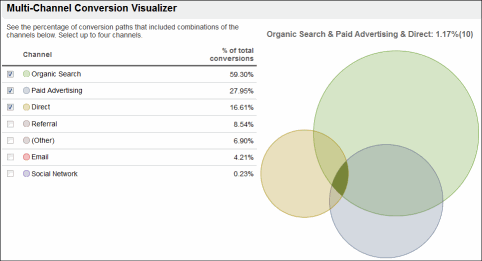 Multi-Channel Conversion Visualizer
See the percentage of conversion paths that included combinations of the
channels below. Select up to four channels.
Organic Search & Paid Advertising & Direct: 1.17%(10)
Channel % of total
conversions
Organic Search 59.30%
Paid Advertising 27.95%
Direct 16.61%
Referral 8.54%
(Other) 6.90%
Email 4.21%
Social Network 0.23%